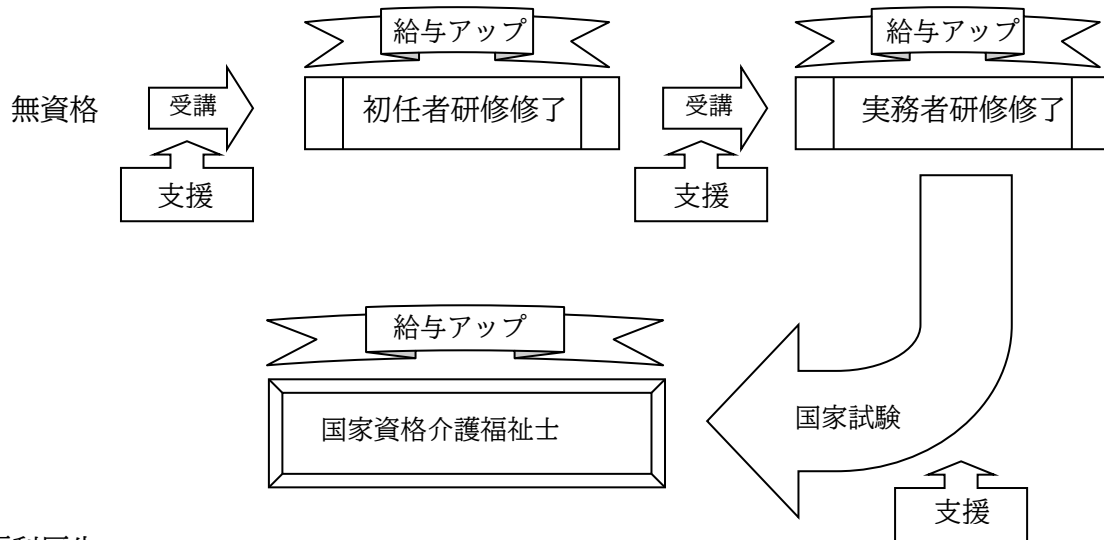 給与アップ
給与アップ
無資格
受講
初任者研修修了
受講
実務者研修修了
支援
支援
給与アップ
国家資格介護福祉士
国家試験
支援